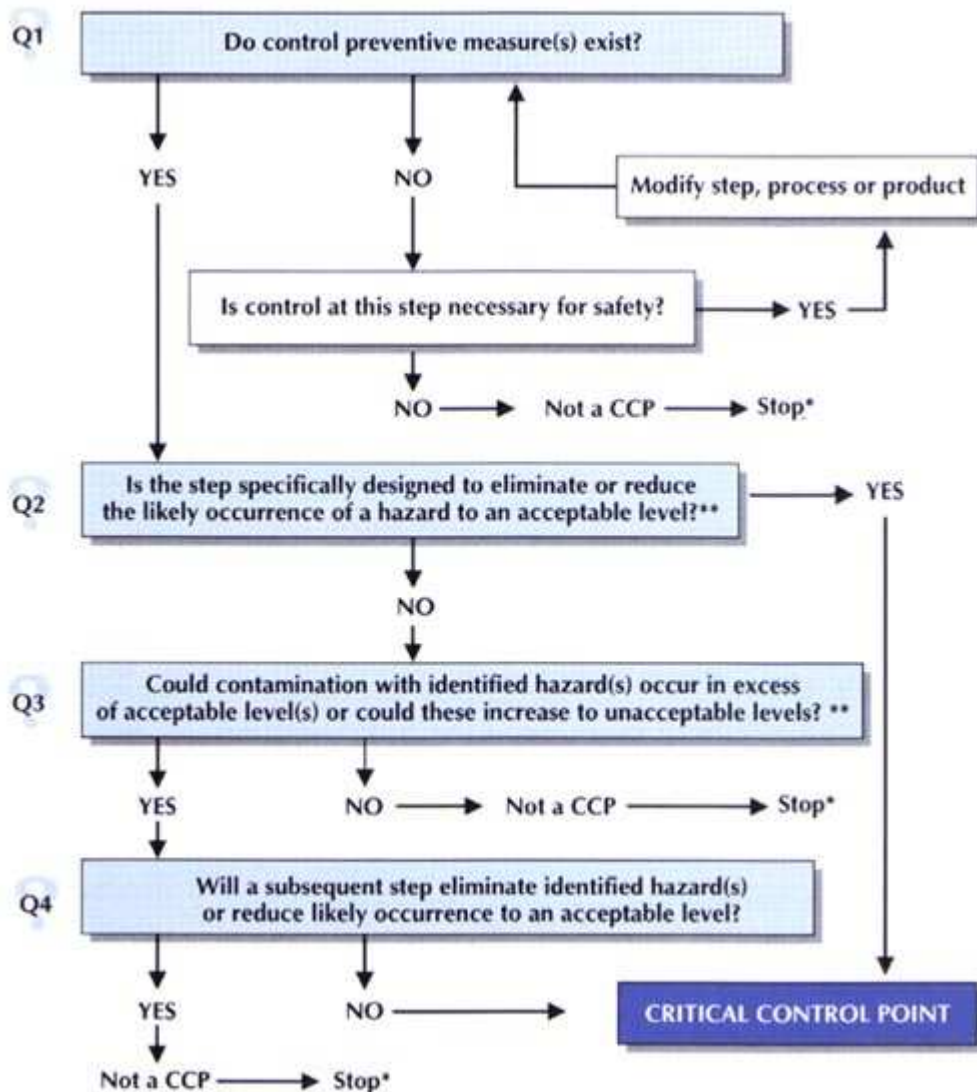 Q1
Do control preventive measure(s) exist?
YES
NO
Modify step, process or product
Is control at this step necessary for safety?
YES
NO
Not a CCP
Stop*
Q2
Is the step specifically designed to eliminate or reduce
the likely occurrence of a hazard to an acceptable level?**
YES
NO
Q3
Could contamination with identified hazard(s) occur in excess
of acceptable level(s) or could these increase to unacceptable levels? **
YES
NO
Not a CCP
Stop*
Q4
Will a subsequent step eliminate identified hazard(s)
or reduce likely occurrence to an acceptable level?
YES
NO
CRITICAL CONTROL POINT
Not a CCP
Stop*